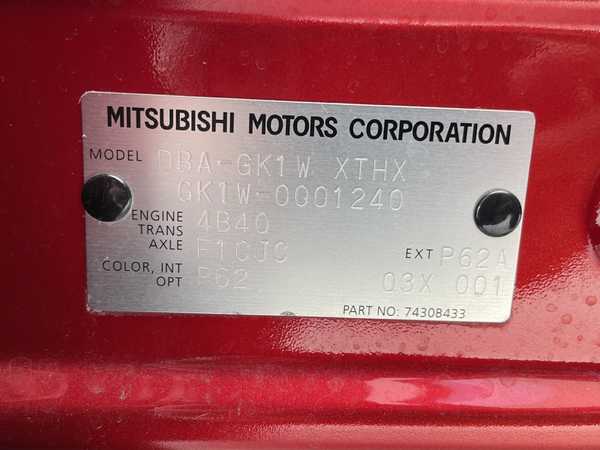 MITSUBISHI MOTORS CORPORATION
MODEL DBA-GK1W XTHX
GK1W-0001240
ENGINE 4B40
TRANS
AXLE F1CJC EXT P62A
COLOR, INT P62
OPT 03X 001
PART NO: 74308433